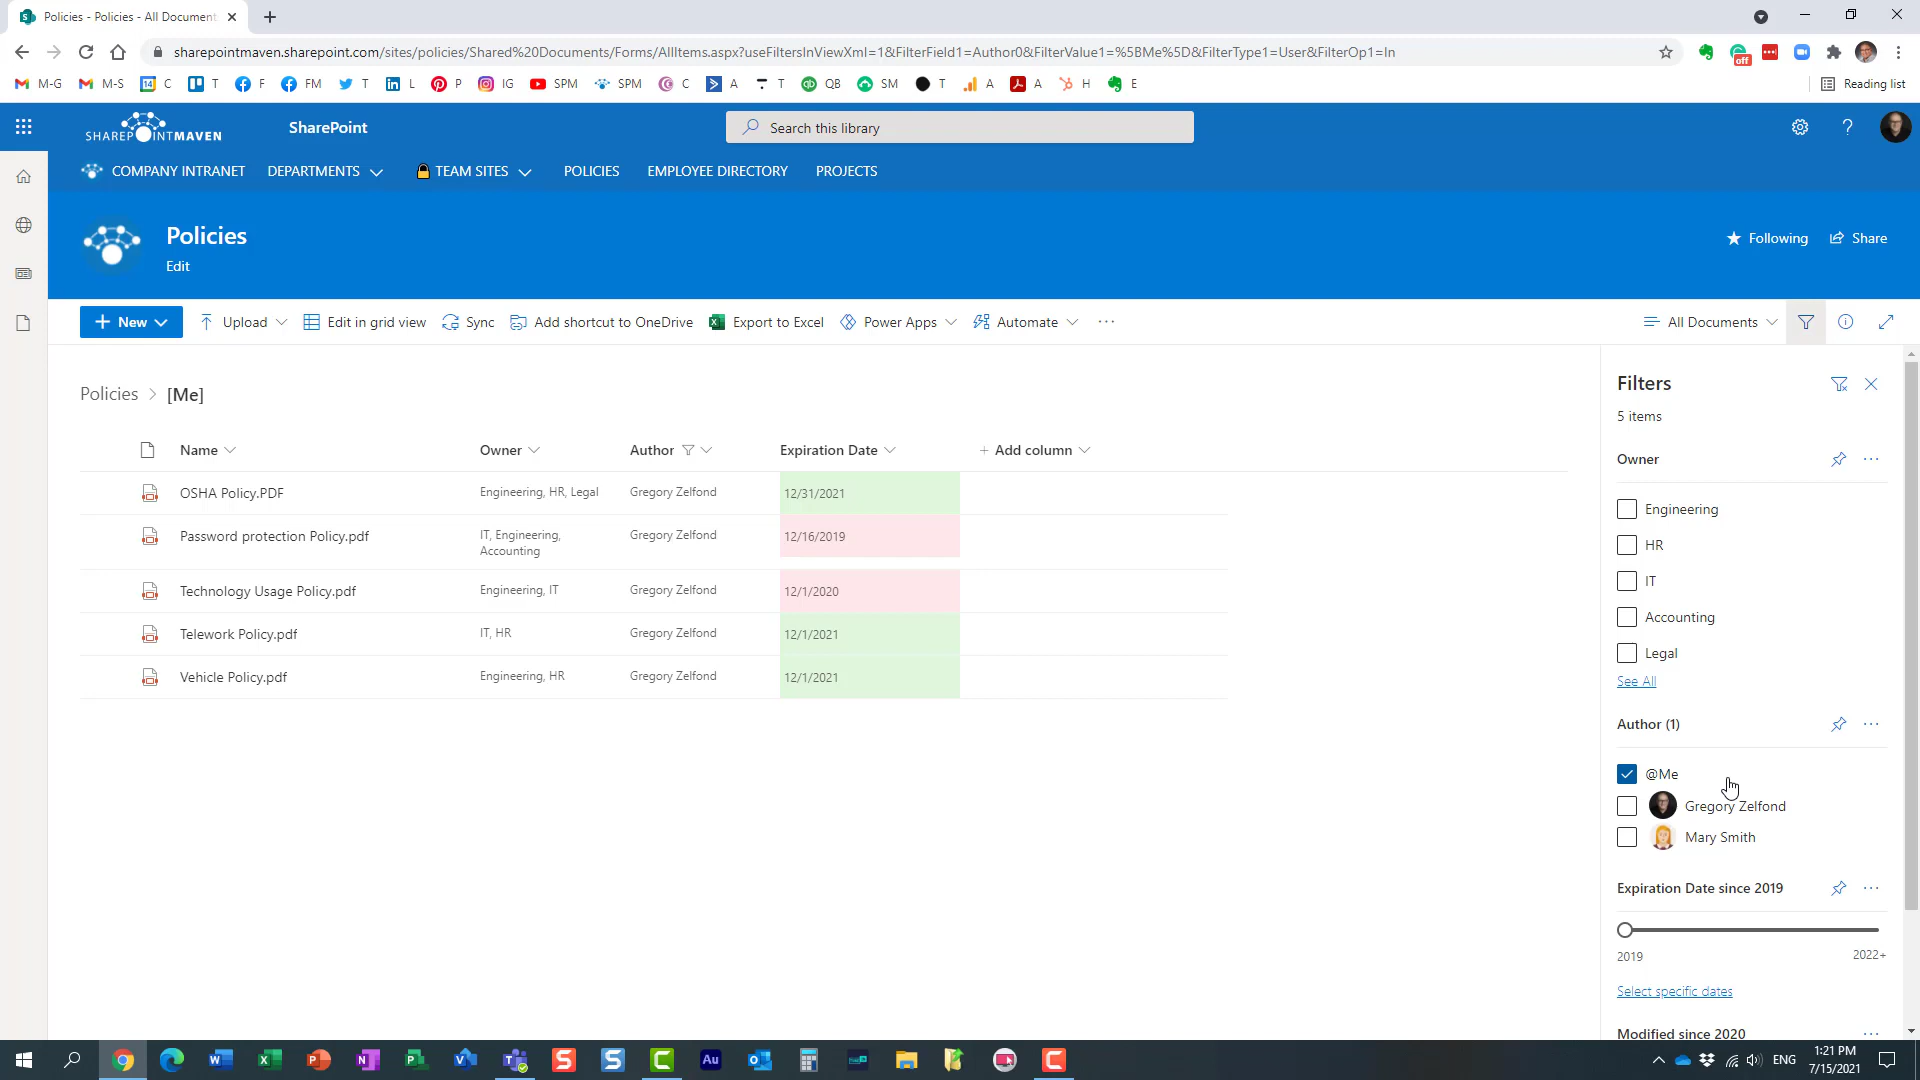 Policies - Policies - All Document
sharepointmaven.sharepoint.com/sites/policies/Shared%20Documents/Forms/AllItems.aspx?useFiltersInViewXml=1&FilterField1=Author0&FilterValue1=%5BMe%5D&FilterType1=User&FilterOp1=In
off
M-G M-S 14 C T F FM T L P IG SPM SPM C A T QB SM T A A H E Reading list
SHAREPOINTMAVEN SharePoint Search this library
COMPANY INTRANET DEPARTMENTS TEAM SITES POLICIES EMPLOYEE DIRECTORY PROJECTS
Policies
Edit
Following Share
+ New Upload Edit in grid view Sync Add shortcut to OneDrive Export to Excel Power Apps Automate ... All Documents
Policies > [Me]
Name Owner Author Expiration Date + Add column
OSHA Policy.PDF Engineering, HR, Legal Gregory Zelfond 12/31/2021
Password protection Policy.pdf IT, Engineering, Gregory Zelfond 12/16/2019
Accounting
Technology Usage Policy.pdf Engineering, IT Gregory Zelfond 12/1/2020
Telework Policy.pdf IT, HR Gregory Zelfond 12/1/2021
Vehicle Policy.pdf Engineering, HR Gregory Zelfond 12/1/2021
Filters
5 items
Owner
Engineering
HR
IT
Accounting
Legal
See All
Author (1)
@Me
Gregory Zelfond
Mary Smith
Expiration Date since 2019
2019 2022+
Select specific dates
Modified since 2020
ENG 1:21 PM
7/15/2021